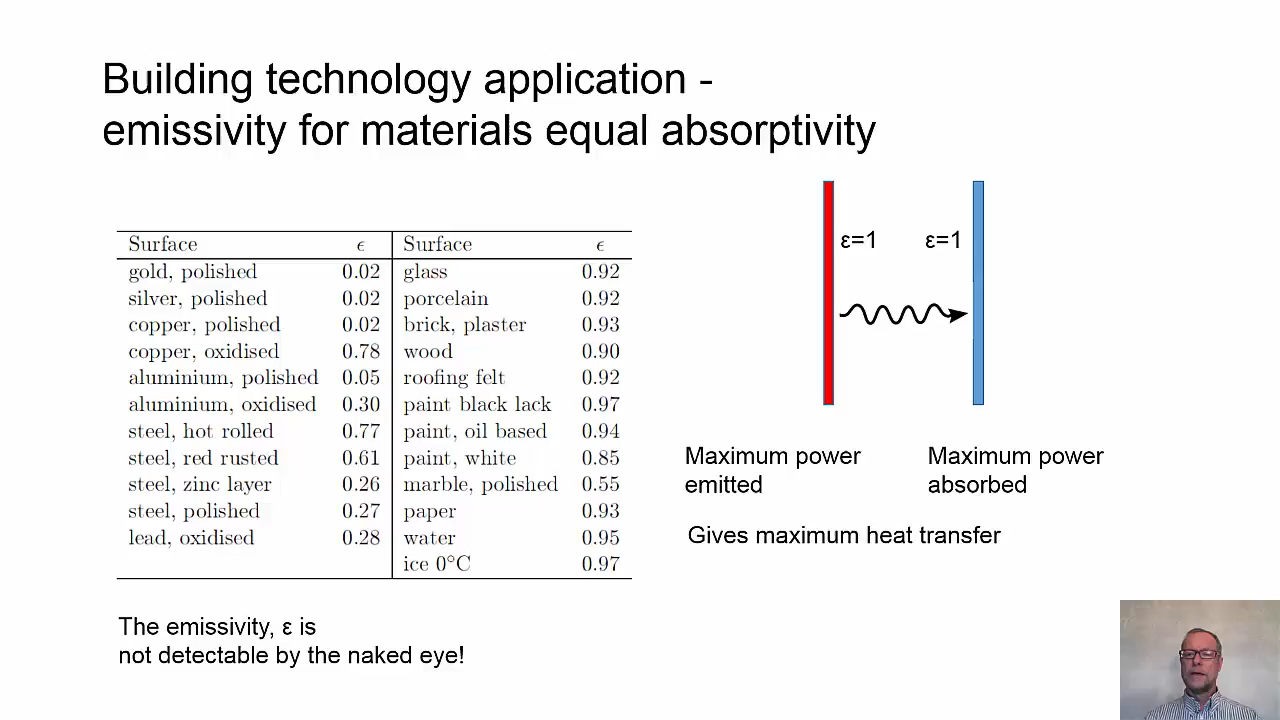 Building technology application -
emissivity for materials equal absorptivity
Surface ϵ Surface ϵ
gold, polished 0.02 glass 0.92
silver, polished 0.02 porcelain 0.92
copper, polished 0.02 brick, plaster 0.93
copper, oxidised 0.78 wood 0.90
aluminium, polished 0.05 roofing felt 0.92
aluminium, oxidised 0.30 paint black lack 0.97
steel, hot rolled 0.77 paint, oil based 0.94
steel, red rusted 0.61 paint, white 0.85
steel, zinc layer 0.26 marble, polished 0.55
steel, polished 0.27 paper 0.93
lead, oxidised 0.28 water 0.95
ice 0°C 0.97
The emissivity, ε is
not detectable by the naked eye!
ε=1 ε=1
Maximum power
emitted
Maximum power
absorbed
Gives maximum heat transfer